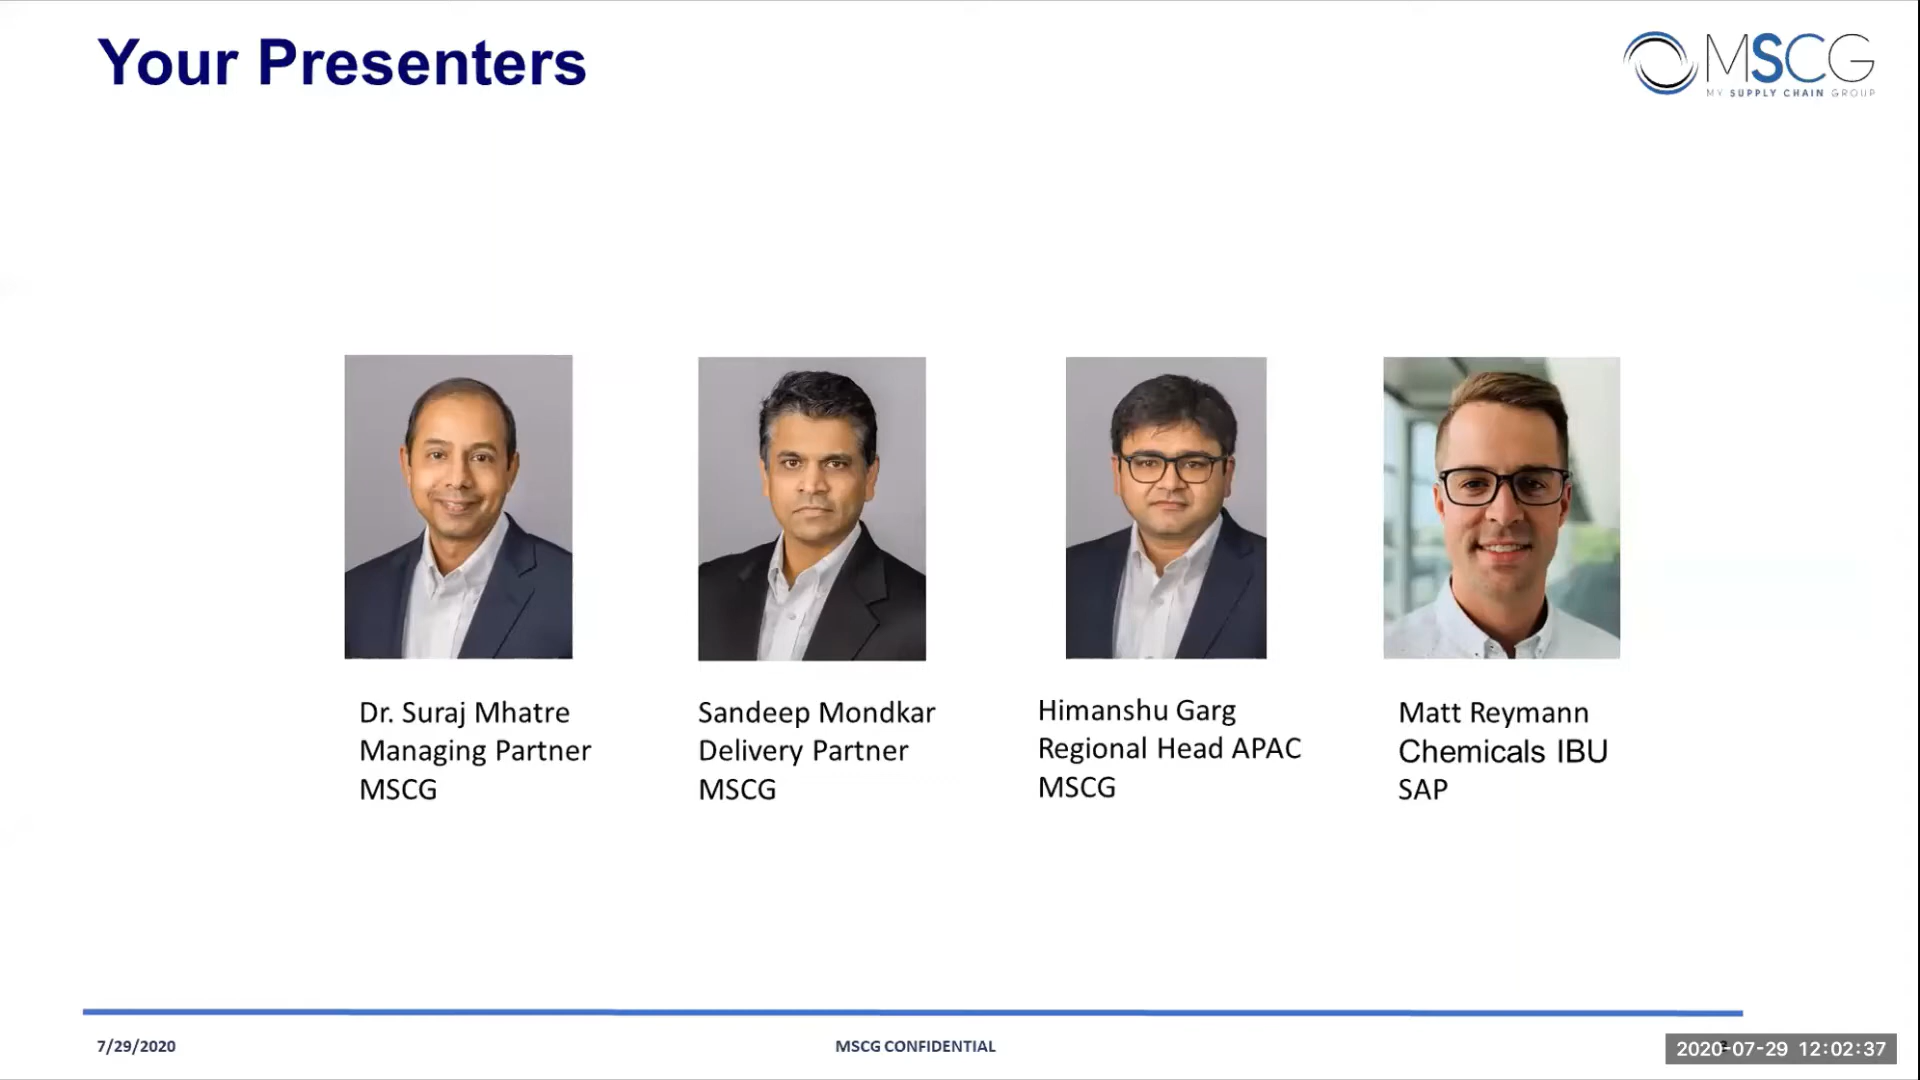 Your Presenters
MSCG
MY SUPPLY CHAIN GROUP
Dr. Suraj Mhatre
Managing Partner
MSCG
Sandeep Mondkar
Delivery Partner
MSCG
Himanshu Garg
Regional Head APAC
MSCG
Matt Reymann
Chemicals IBU
SAP
7/29/2020
MSCG CONFIDENTIAL
2020-07-29 12:02:37